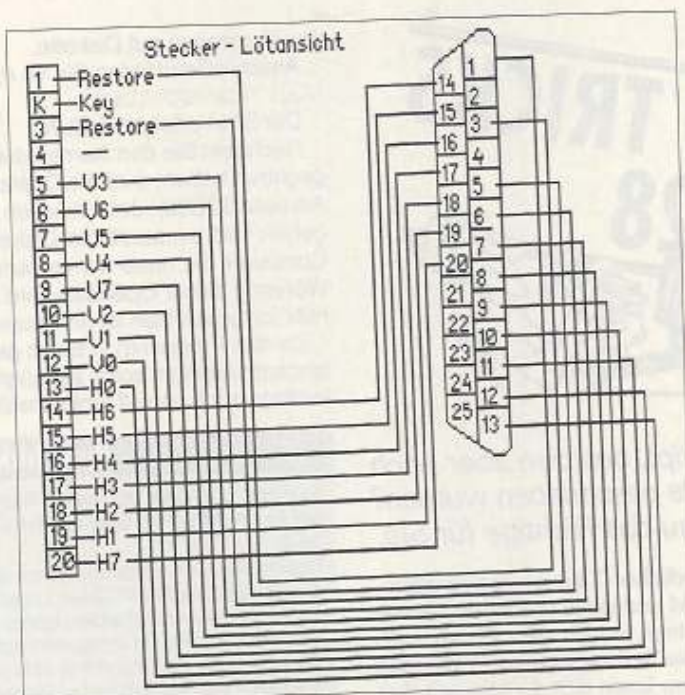 Stecker - Lötansicht
1 Restore
K Key
3 Restore
4
5 V3
6 V6
7 V5
8 V4
9 V7
10 V2
11 V1
12 V0
13 H0
14 H6
15 H5
16 H4
17 H3
18 H2
19 H1
20 H7
1
14
2
15
3
16
4
17
5
18
6
19
7
20
8
21
9
22
10
23
11
24
12
25
13